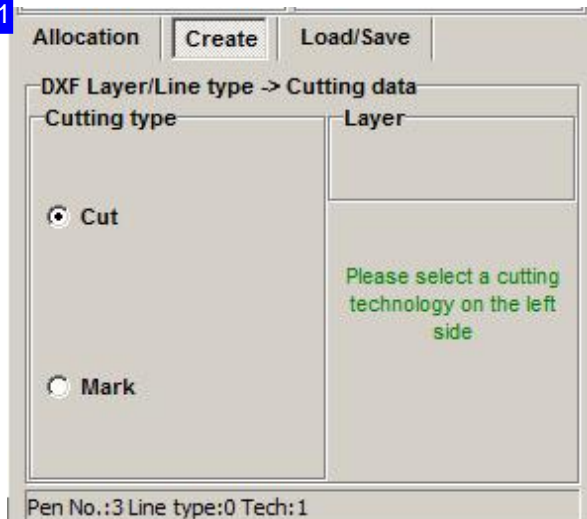 1
Allocation Create Load/Save
DXF Layer/Line type -> Cutting data
Cutting type
Layer
Cut
Please select a cutting
technology on the left
side
Mark
Pen No.:3 Line type:0 Tech:1